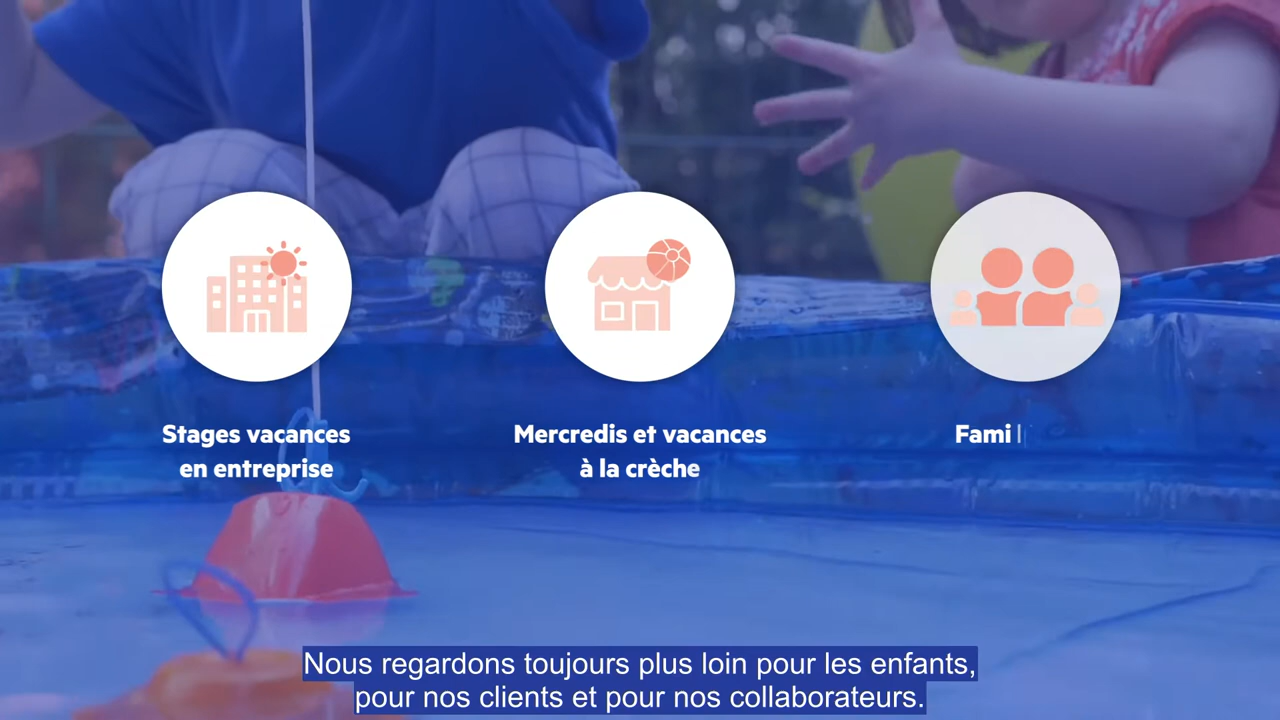 Stages vacances
en entreprise
Mercredis et vacances
à la crèche
Fami
Nous regardons toujours plus loin pour les enfants,
pour nos clients et pour nos collaborateurs.